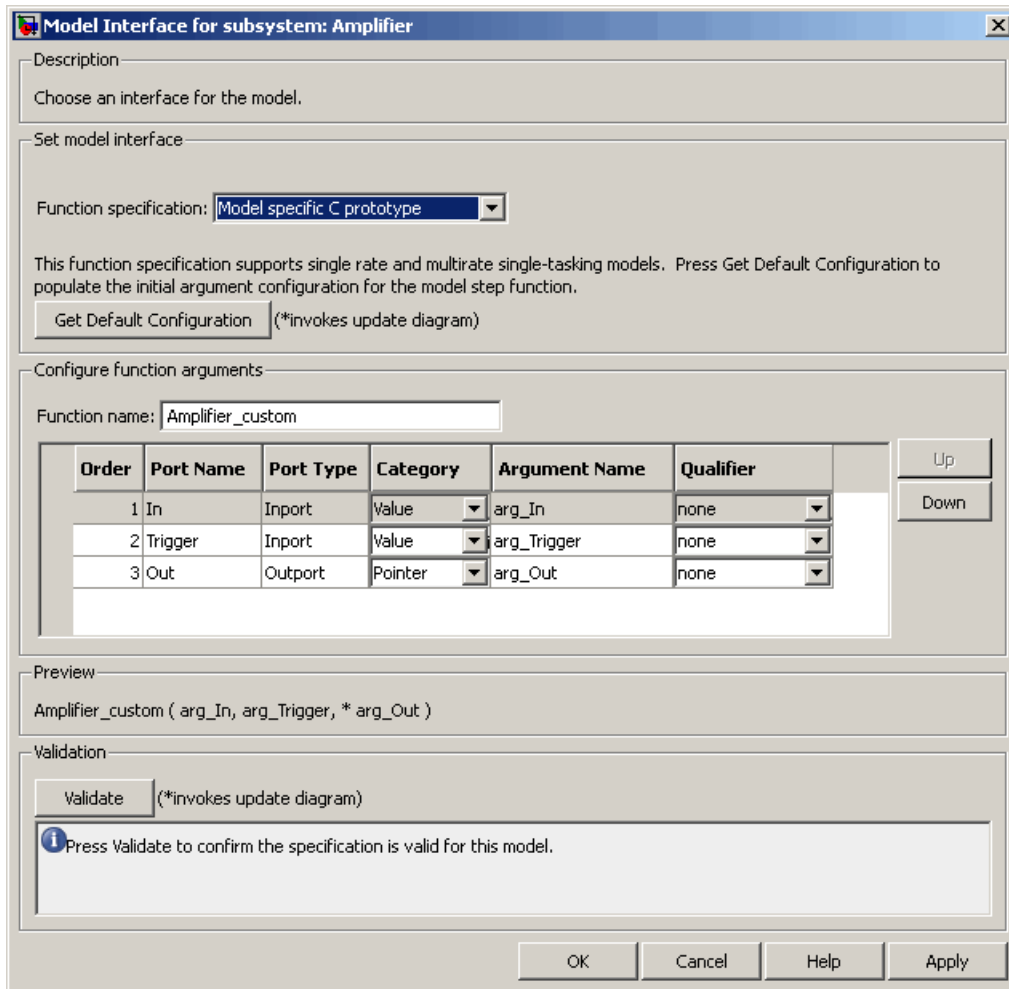 Model Interface for subsystem: Amplifier
Description
Choose an interface for the model.
Set model interface
Function specification: Model specific C prototype
This function specification supports single rate and multirate single-tasking models. Press Get Default Configuration to
populate the initial argument configuration for the model step function.
Get Default Configuration (*invokes update diagram)
Configure function arguments
Function name: Amplifier_custom
Order Port Name Port Type Category Argument Name Qualifier
1 In Inport Value arg_In none
2 Trigger Inport Value arg_Trigger none
3 Out Outport Pointer arg_Out none
Up
Down
Preview
Amplifier_custom ( arg_In, arg_Trigger, * arg_Out )
Validation
Validate (*invokes update diagram)
Press Validate to confirm the specification is valid for this model.
OK Cancel Help Apply